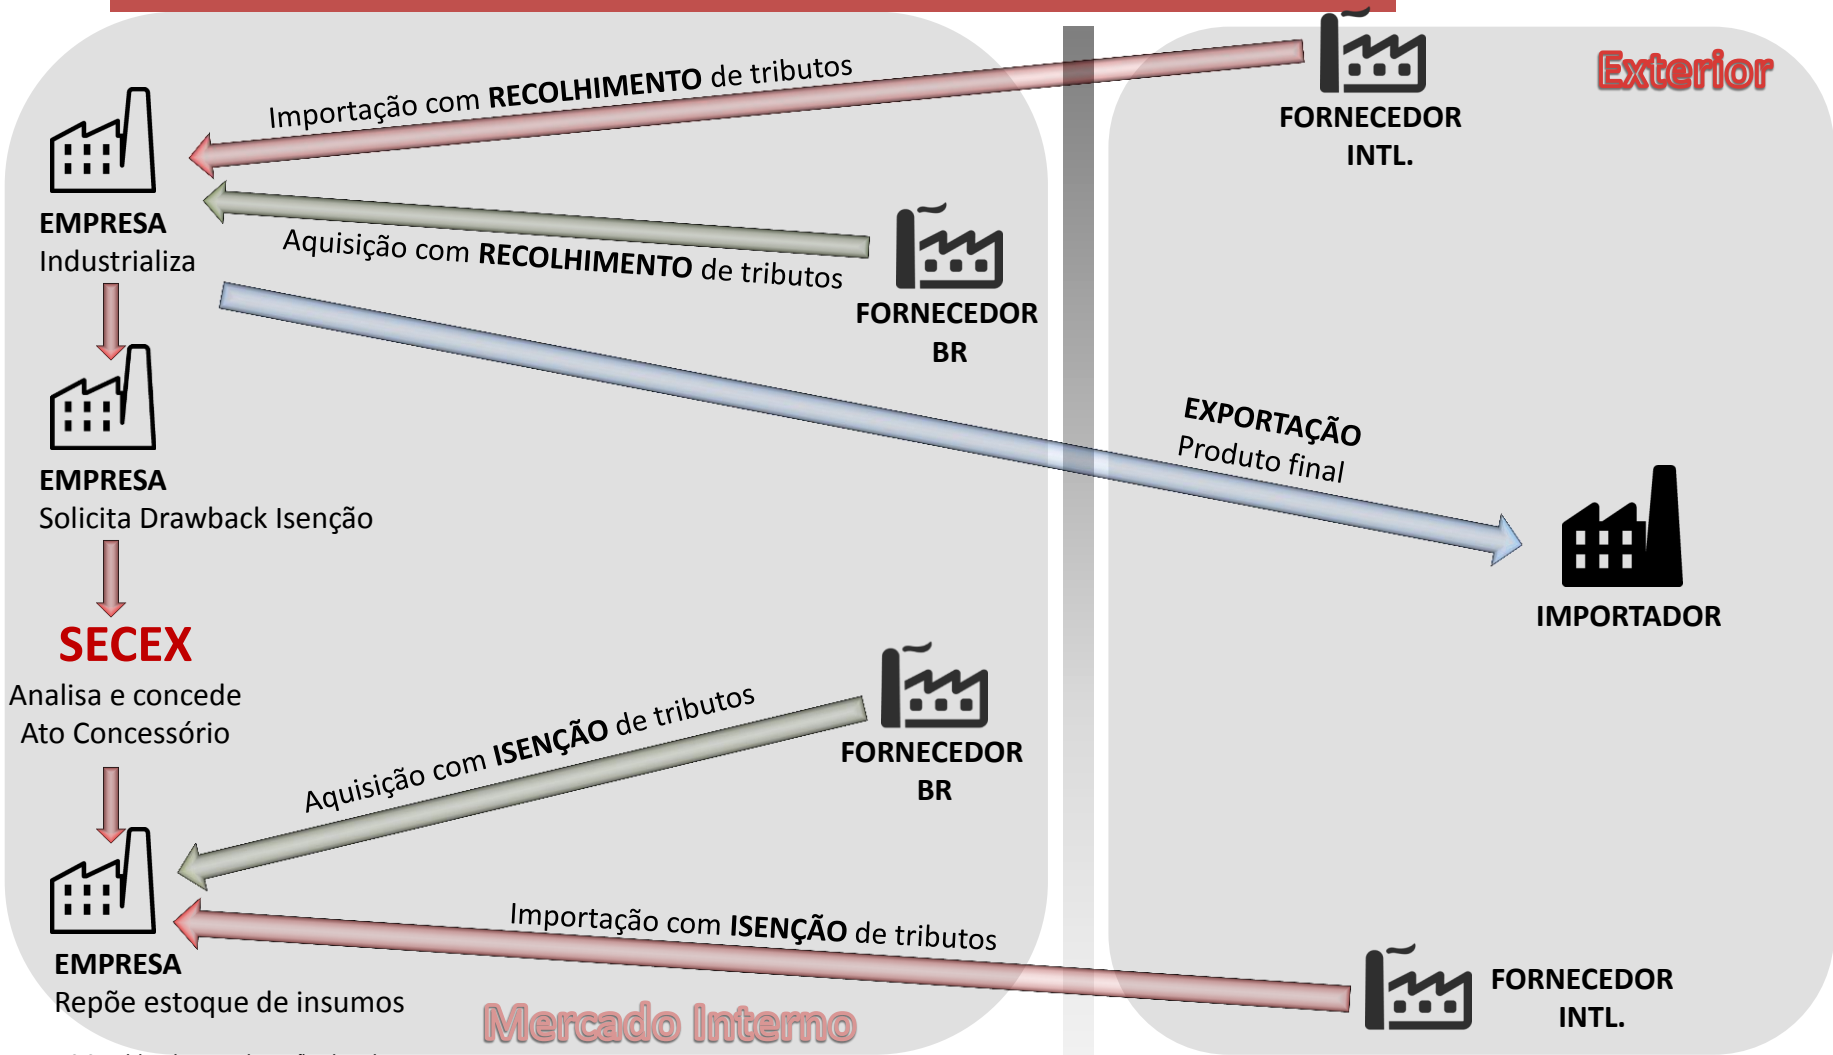 Exterior
Importação com RECOLHIMENTO de tributos
FORNECEDOR
INTL.
EMPRESA
Industrializa
Aquisição com RECOLHIMENTO de tributos
FORNECEDOR
BR
EXPORTAÇÃO
Produto final
EMPRESA
Solicita Drawback Isenção
IMPORTADOR
SECEX
Analisa e concede
Ato Concessório
Aquisição com ISENÇÃO de tributos
FORNECEDOR
BR
Importação com ISENÇÃO de tributos
EMPRESA
Repõe estoque de insumos
FORNECEDOR
INTL.
Mercado Interno